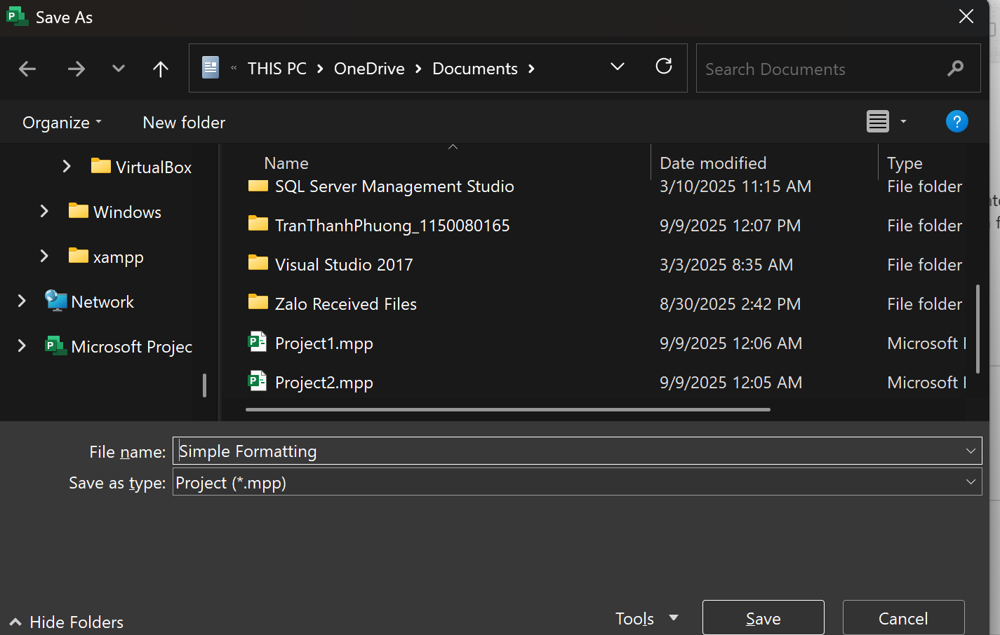 Save As
THIS PC › OneDrive › Documents ›
Search Documents
Organize
New folder
VirtualBox
Windows
xampp
Network
Microsoft Projec
Name Date modified Type
SQL Server Management Studio 3/10/2025 11:15 AM File folder
TranThanhPhuong_1150080165 9/9/2025 12:07 PM File folder
Visual Studio 2017 3/3/2025 8:35 AM File folder
Zalo Received Files 8/30/2025 2:42 PM File folder
Project1.mpp 9/9/2025 12:06 AM Microsoft
Project2.mpp 9/9/2025 12:05 AM Microsoft
File name: Simple Formatting
Save as type: Project (*.mpp)
Hide Folders
Tools
Save
Cancel